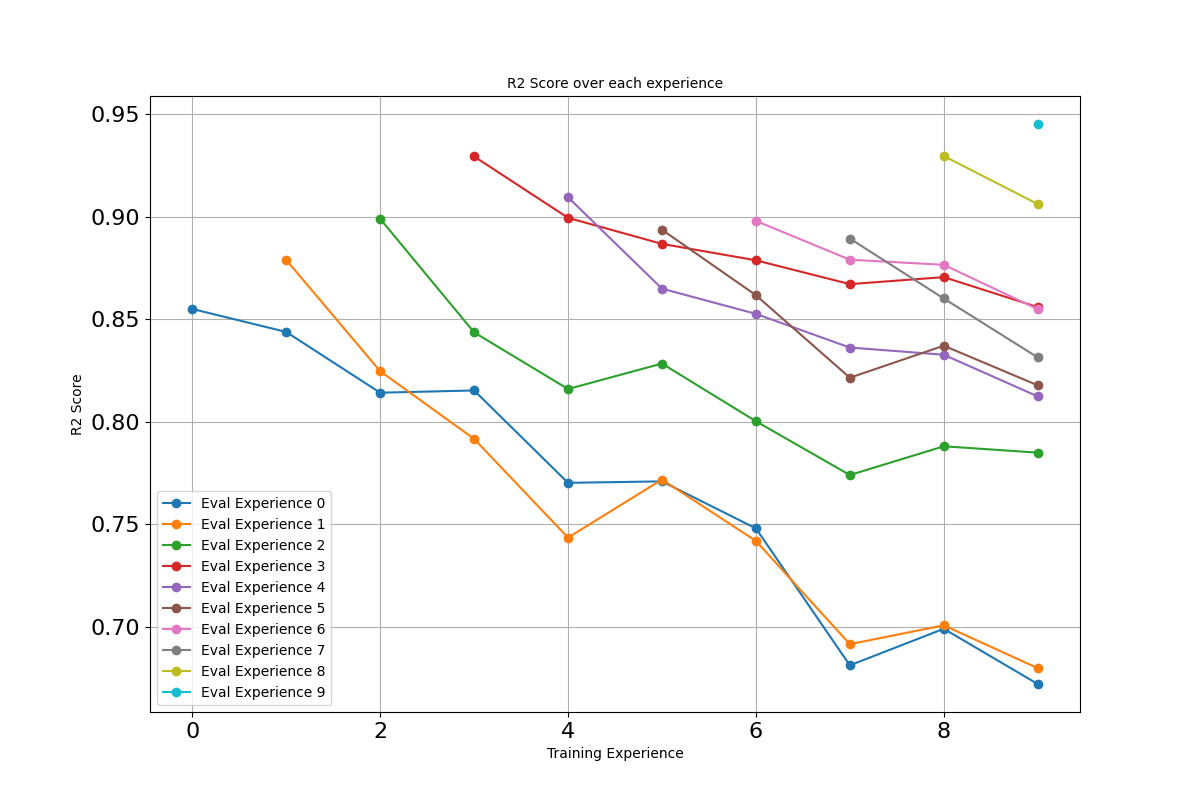 R2 Score over each experience
0.95
0.90
0.85
0.80
0.75
0.70
R2 Score
Eval Experience 0
Eval Experience 1
Eval Experience 2
Eval Experience 3
Eval Experience 4
Eval Experience 5
Eval Experience 6
Eval Experience 7
Eval Experience 8
Eval Experience 9
0 2 4 6 8
Training Experience